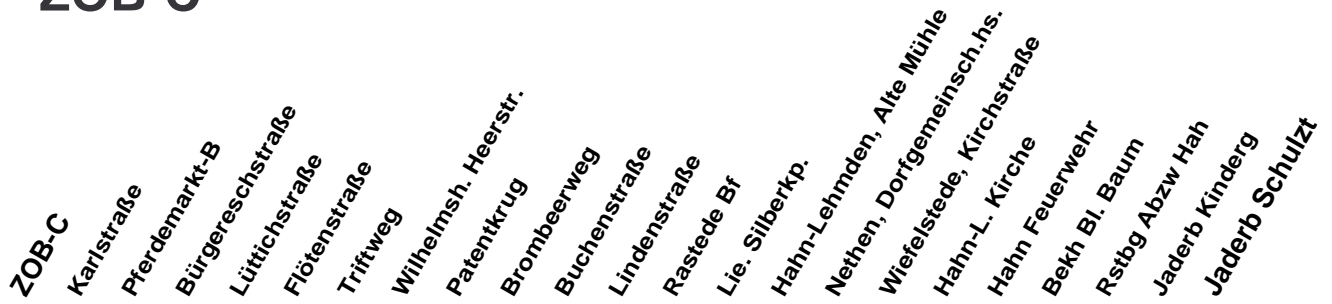 ZOB-C
ZOB-C
Karlstraße
Pferdemarkt-B
Bürgereschstraße
Lüttichstraße
Flötenstraße
Triftweg
Wilhelmsh. Heerstr.
Patentkrug
Brombeerweg
Buchenstraße
Lindenstraße
Rastede Bf
Lie. Silberkp.
Hahn-Lehmden, Alte Mühle
Nethen, Dorfgemeinsch.hs.
Wiefelstede, Kirchstraße
Hahn-L. Kirche
Hahn Feuerwehr
Bekh Bl. Baum
Rstbg Abzw Hah
Jaderb Kinderg
Jaderb Schulzt